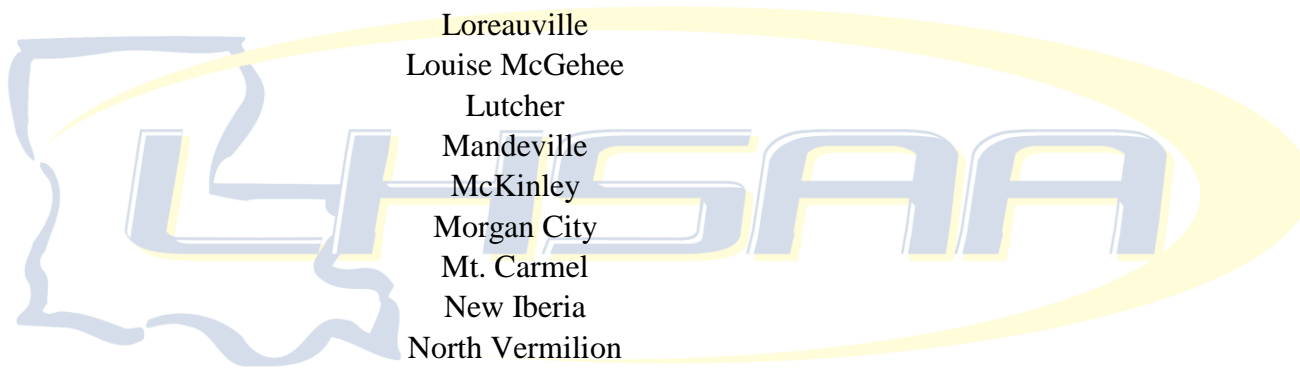 Loreauville
Louise McGehee
Lutcher
Mandeville
McKinley
Morgan City
Mt. Carmel
New Iberia
North Vermilion
LHSAA